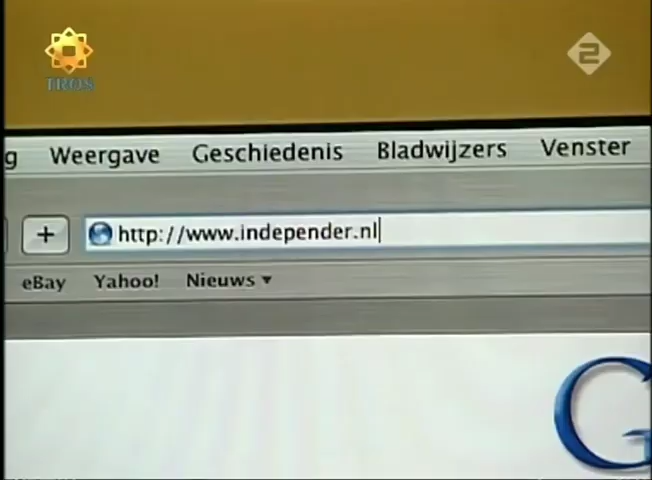 TROS
2
g Weergave Geschiedenis Bladwijzers Venster
+ http://www.independer.nl
eBay Yahoo! Nieuws
G